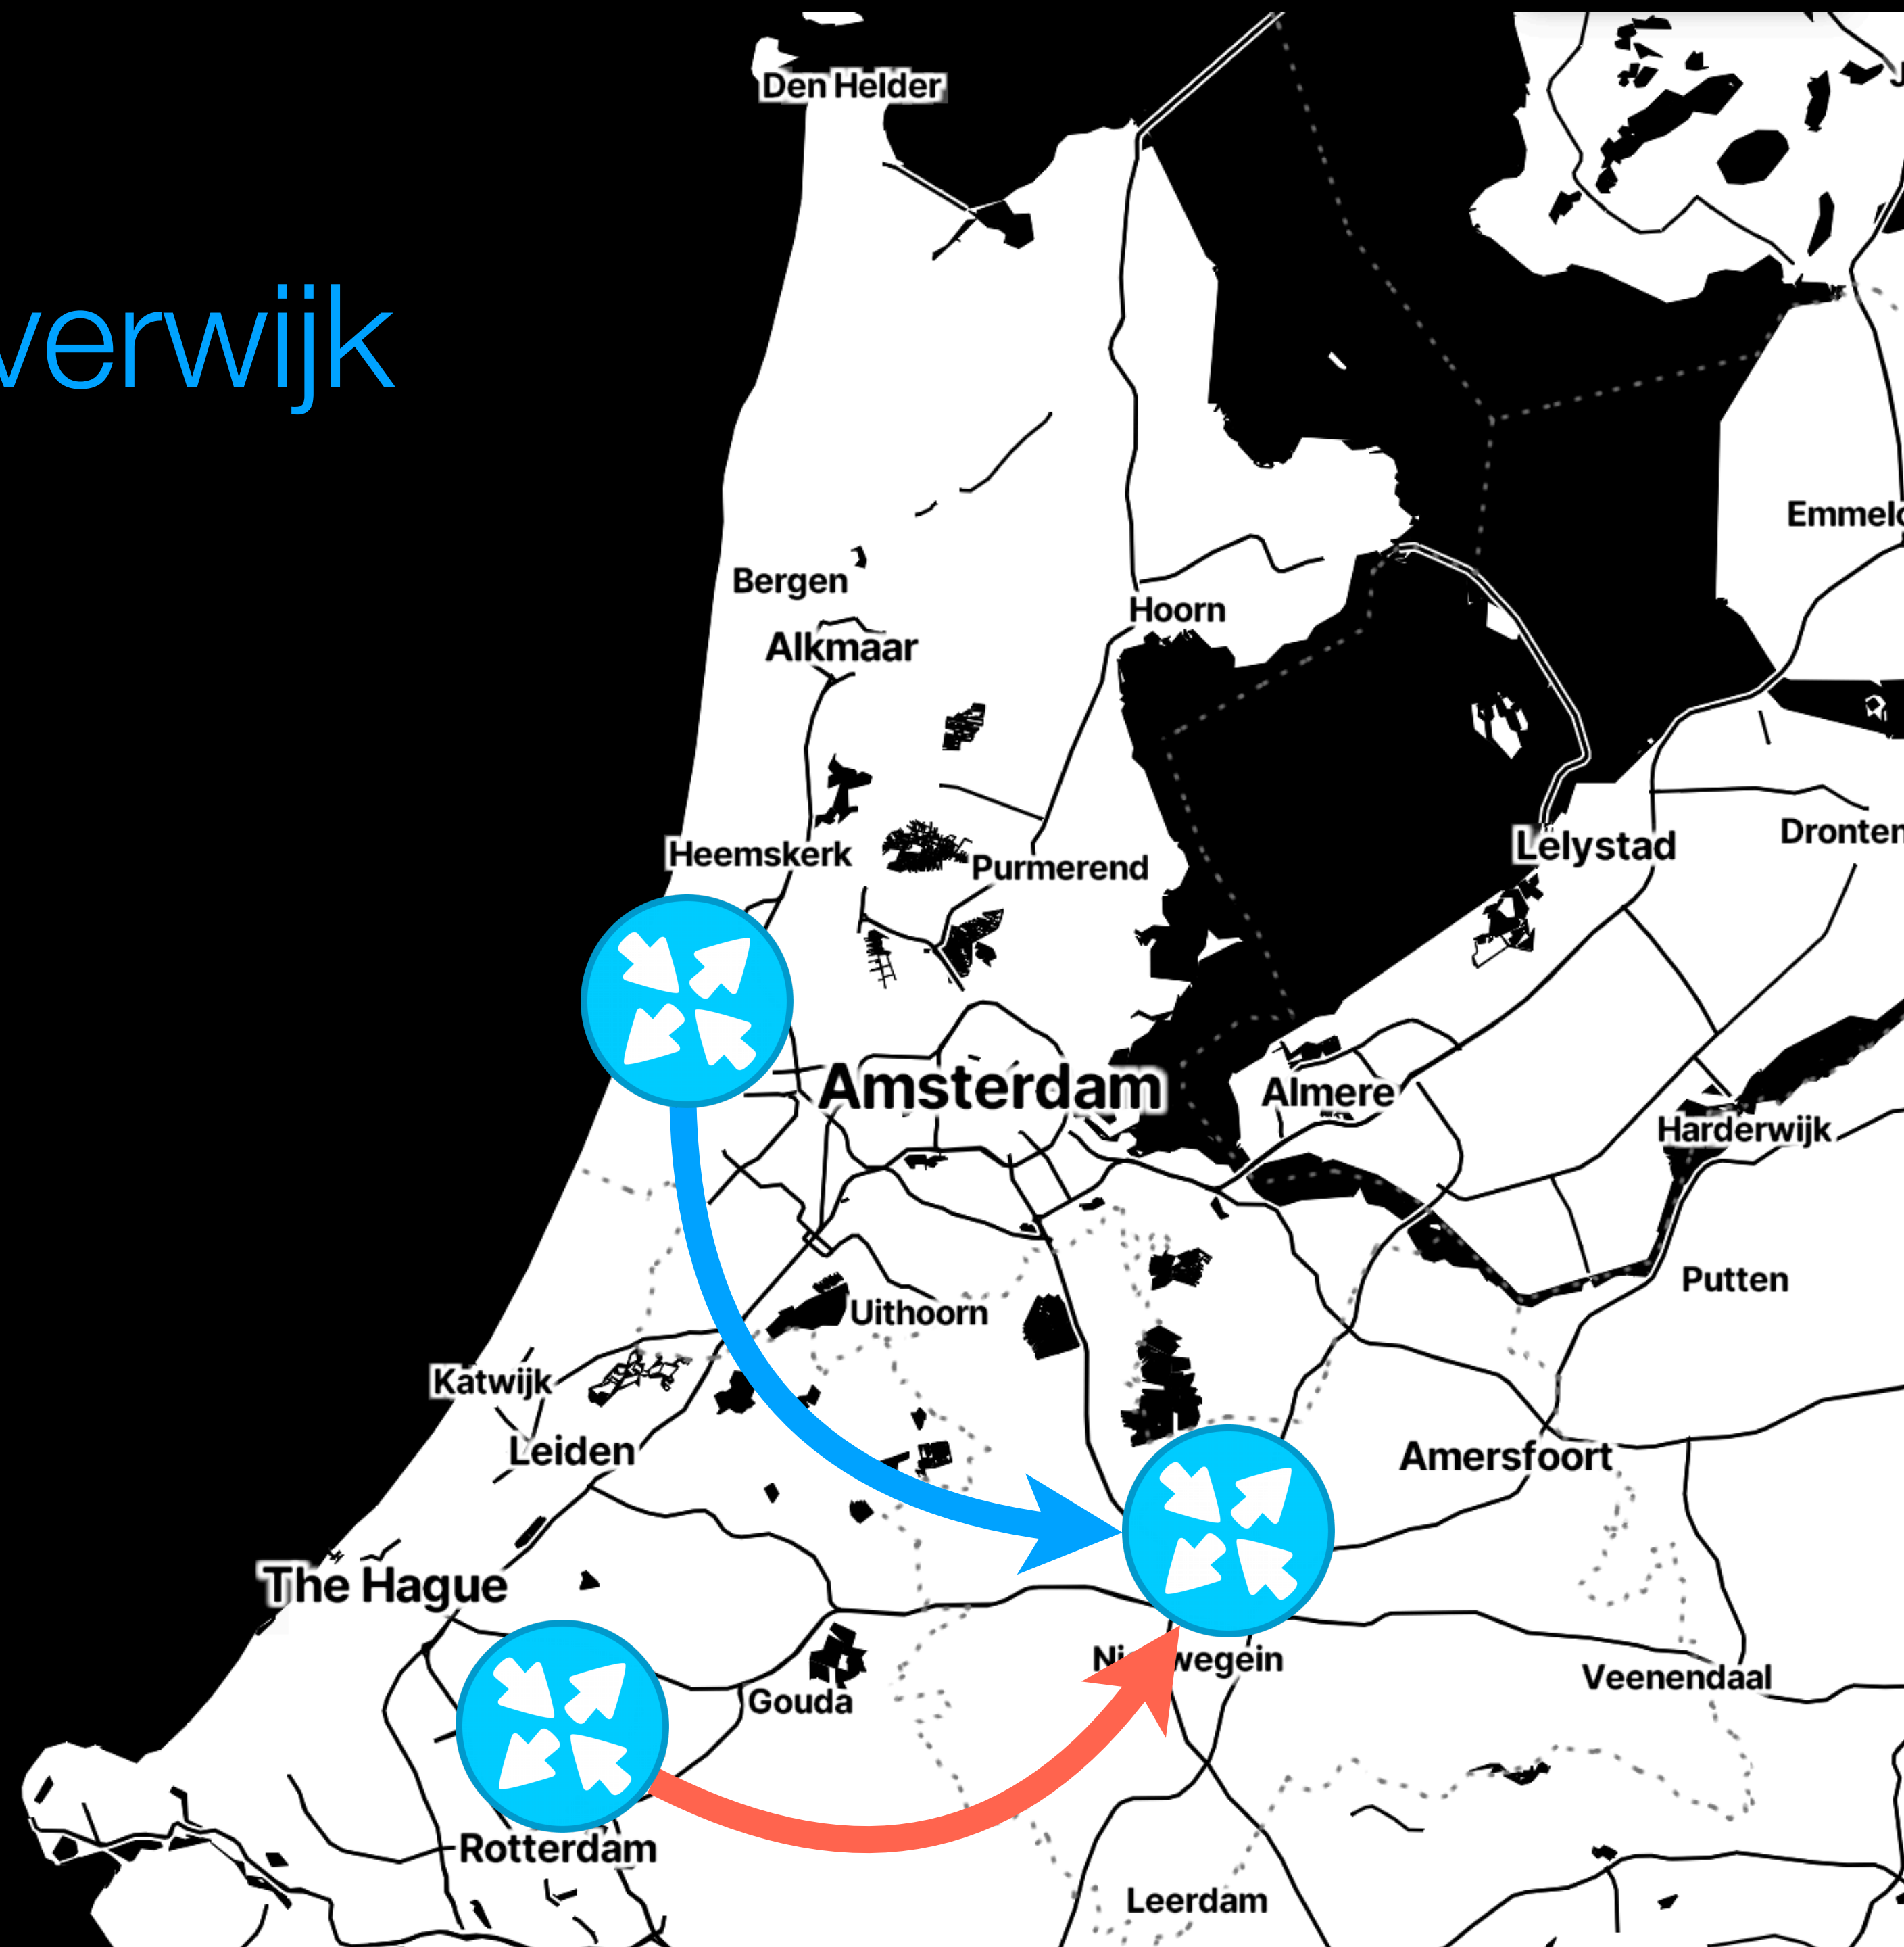 Den Helder
verwijk
Emmelo
Bergen
Hoorn
Alkmaar
Dronten
Lelystad
Heemskerk
Purmerend
Amsterdam
Almere
Harderwijk
Putten
Uithoorn
Katwijk
Leiden
Amersfoort
The Hague
Ni wegein
Veenendaal
Gouda
Rotterdam
Leerdam